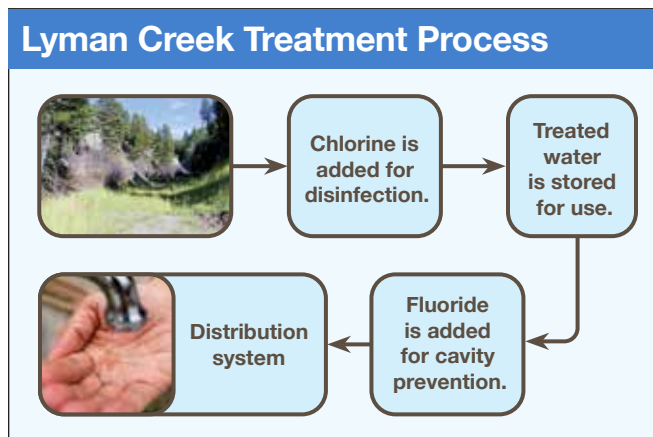 Lyman Creek Treatment Process
Chlorine is
added for
disinfection.
Treated
water
is stored
for use.
Fluoride
is added
for cavity
prevention.
Distribution
system